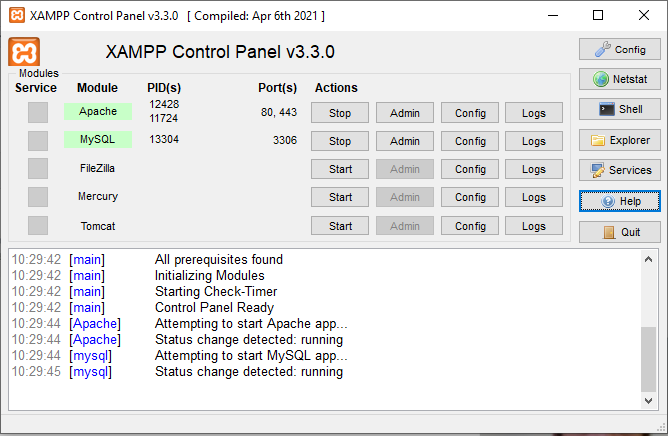 XAMPP Control Panel v3.3.0 [ Compiled: Apr 6th 2021 ]
XAMPP Control Panel v3.3.0
Config
Modules
Service Module PID(s) Port(s) Actions
Netstat
Apache 12428 11724 80, 443 Stop Admin Config Logs
Shell
MySQL 13304 3306 Stop Admin Config Logs
Explorer
FileZilla Start Admin Config Logs
Services
Mercury Start Admin Config Logs
Help
Tomcat Start Admin Config Logs
Quit
10:29:42 [main] All prerequisites found
10:29:42 [main] Initializing Modules
10:29:42 [main] Starting Check-Timer
10:29:42 [main] Control Panel Ready
10:29:44 [Apache] Attempting to start Apache app...
10:29:44 [Apache] Status change detected: running
10:29:44 [mysql] Attempting to start MySQL app...
10:29:45 [mysql] Status change detected: running